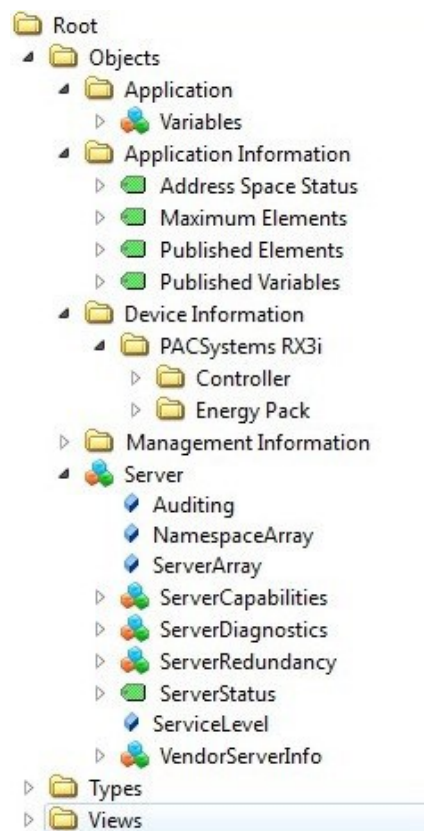 Root
Objects
Application
Variables
Application Information
Address Space Status
Maximum Elements
Published Elements
Published Variables
Device Information
PACSystems RX3i
Controller
Energy Pack
Management Information
Server
Auditing
NamespaceArray
ServerArray
ServerCapabilities
ServerDiagnostics
ServerRedundancy
ServerStatus
ServiceLevel
VendorServerInfo
Types
Views